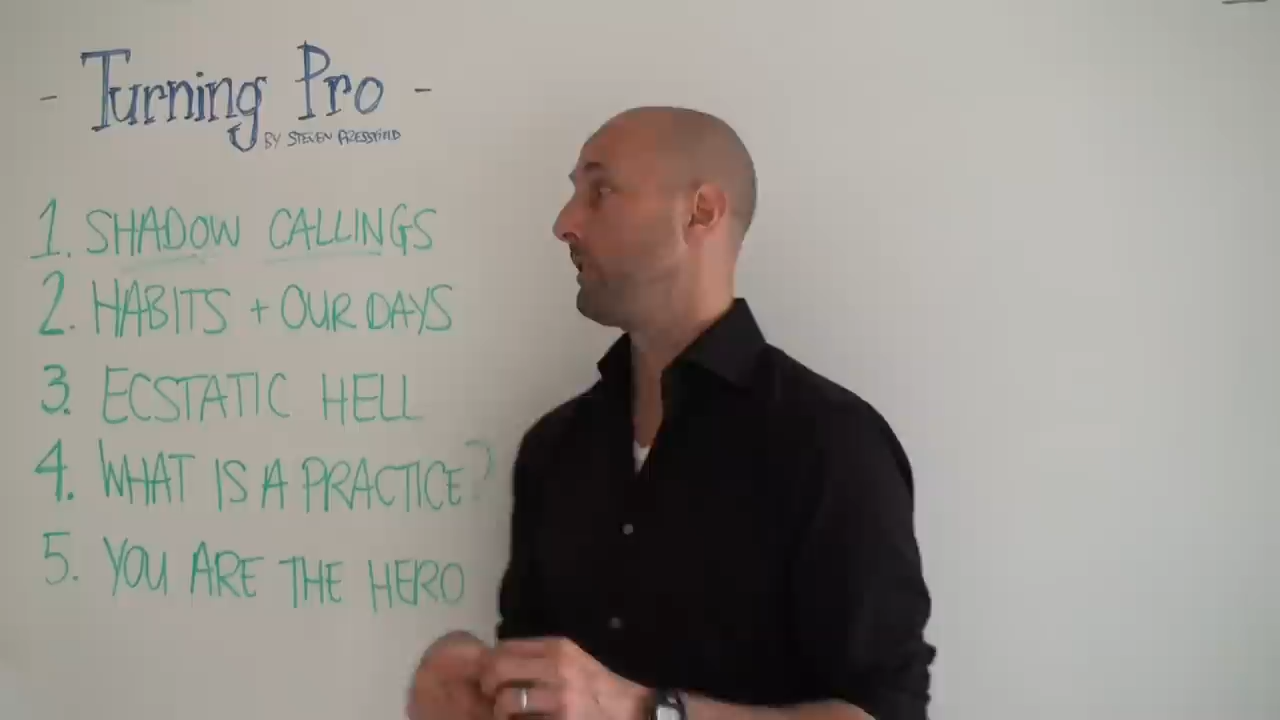 - Turning Pro -
BY STEVEN PRESSFIELD
1. SHADOW CALLINGS
2. HABITS + OUR DAYS
3. ECSTATIC HELL
4. WHAT IS A PRACTICE?
5. YOU ARE THE HERO